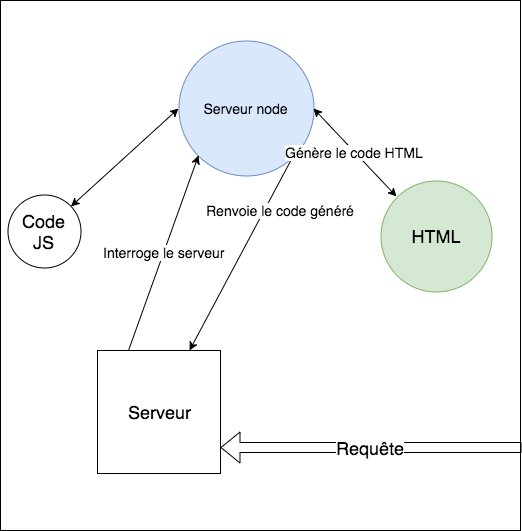 Serveur node
Génère le code HTML
Code
JS
Renvoie le code généré
HTML
Interroge le serveur
Serveur
Requête